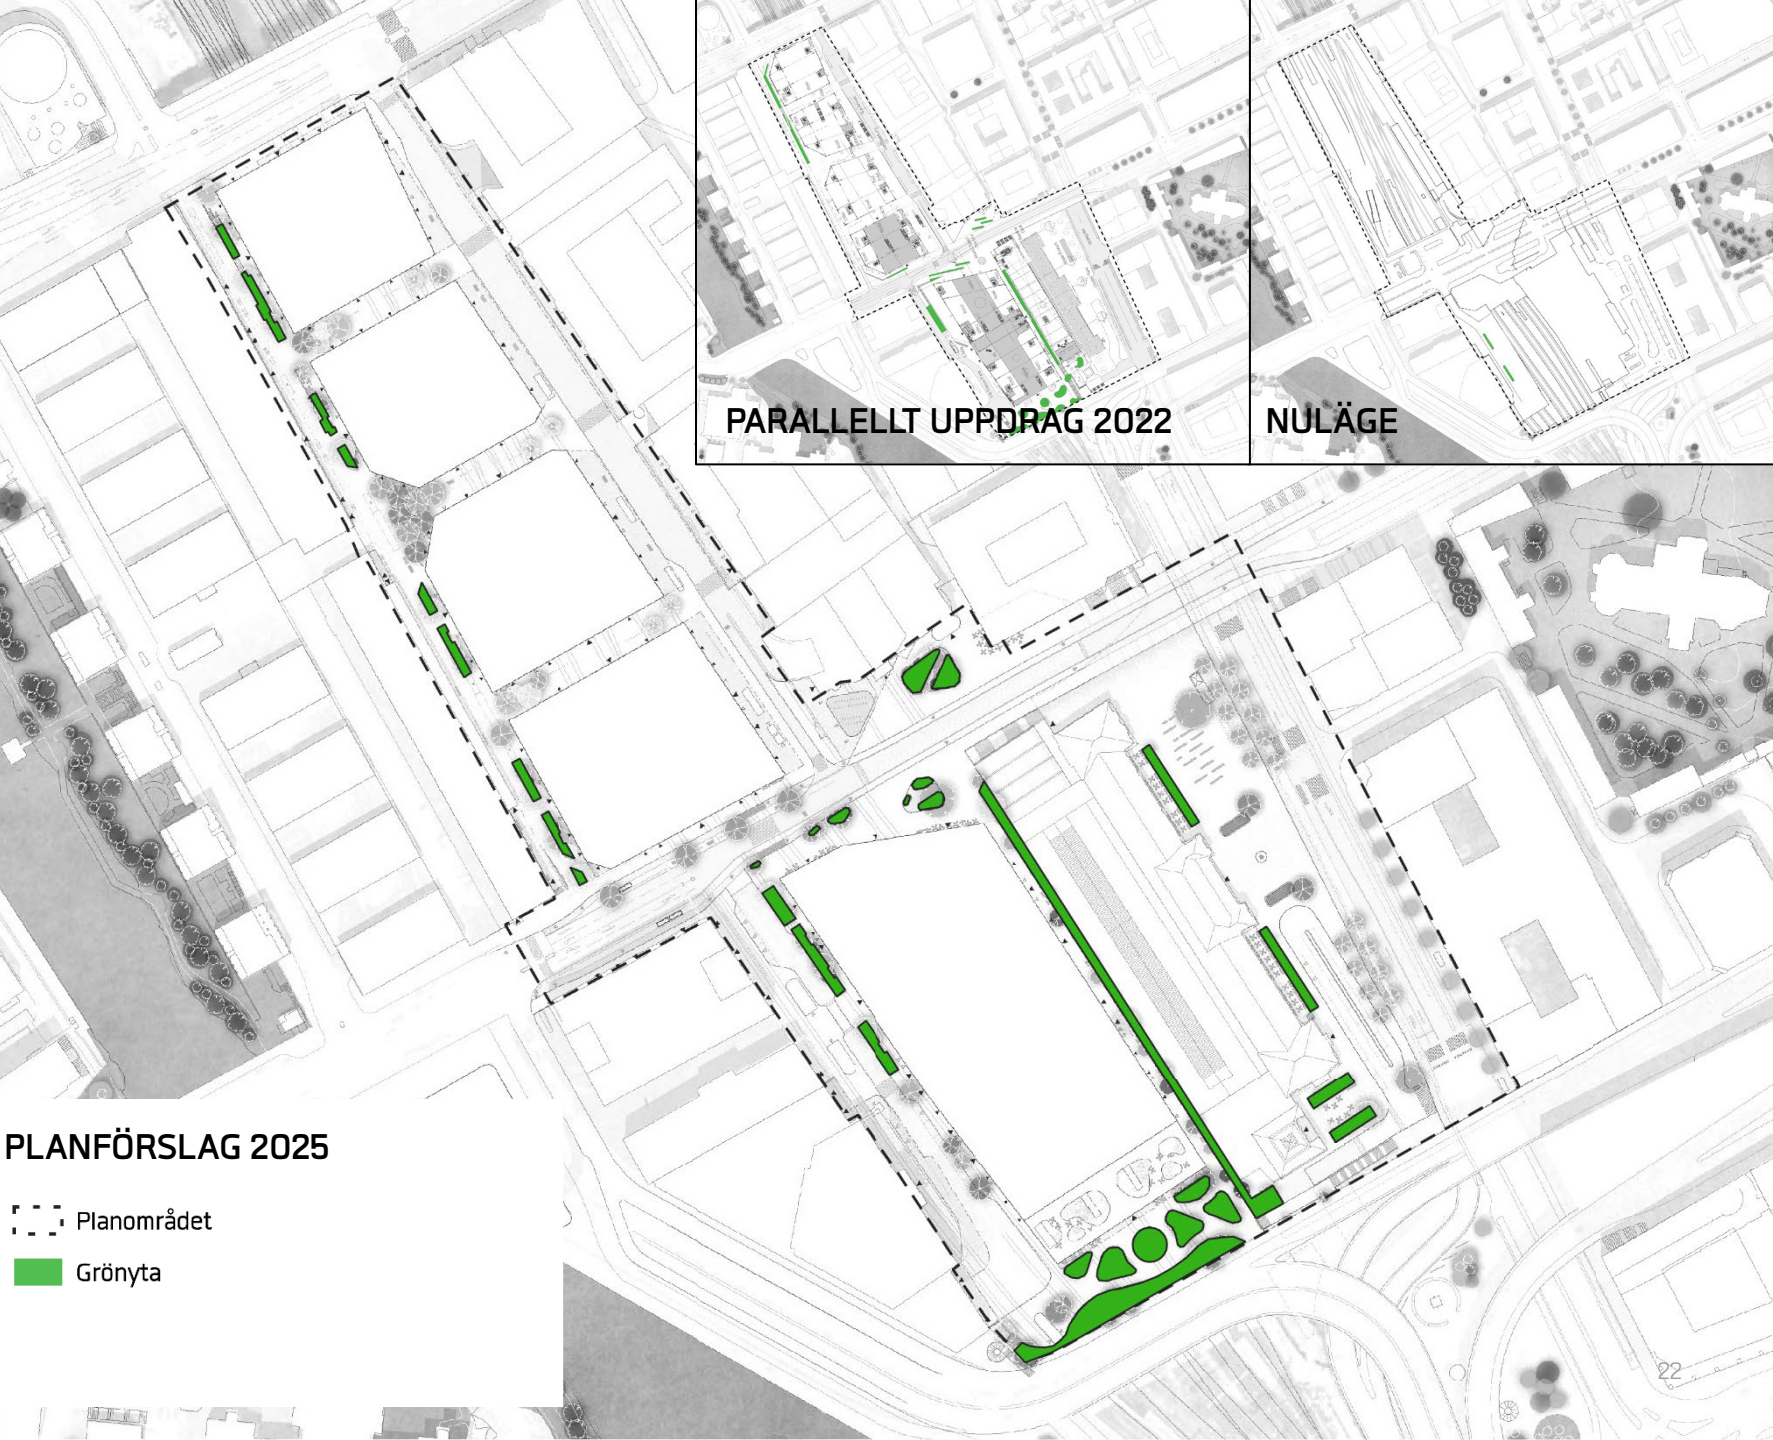 PARALLELLT UPPDRAG 2022
NULÄGE
PLANFÖRSLAG 2025
Planområdet
Grönyta
22